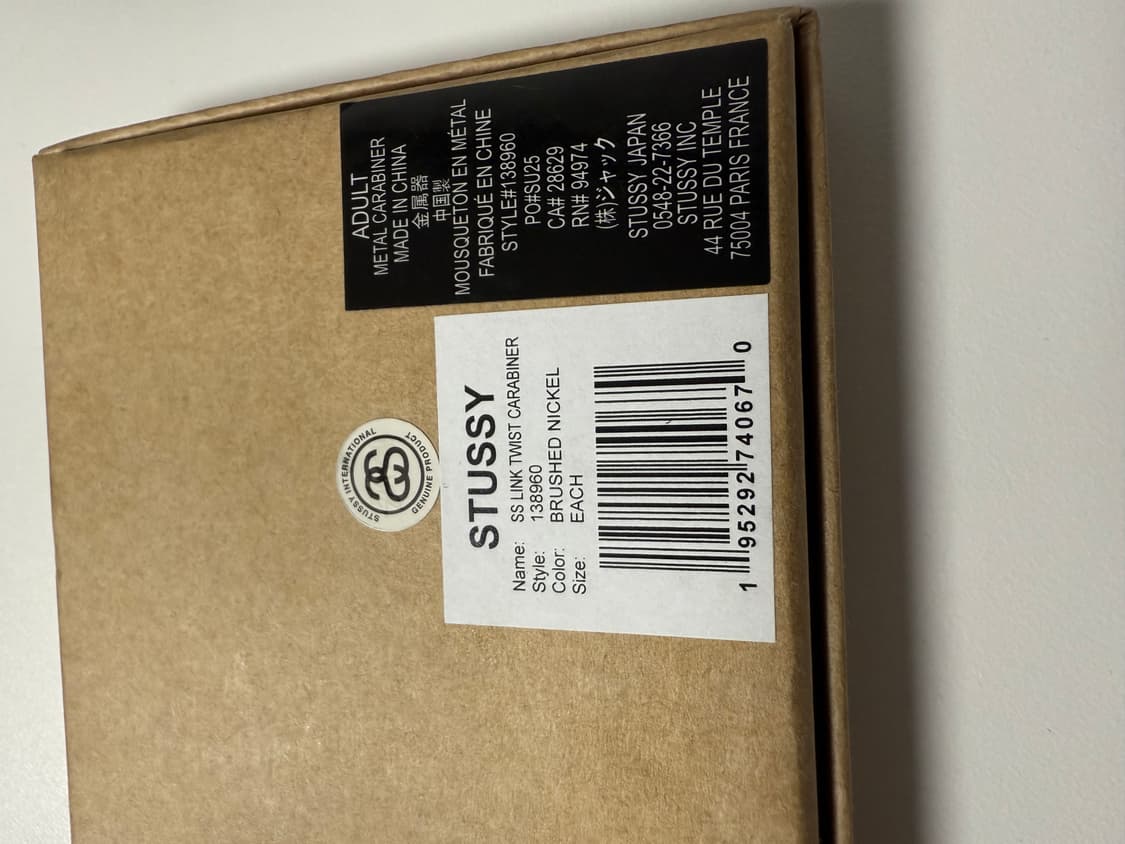 ADULT
METAL CARABINER
MADE IN CHINA
金属器
中国製
MOUSQUETON EN MÉTAL
FABRIQUÉ EN CHINE
STYLE#138960
PO#SU25
CA# 28629
RN# 94974
(株)ジャック
STUSSY JAPAN
0548-22-7366
STUSSY INC
44 RUE DU TEMPLE
75004 PARIS FRANCE
STUSSY INTERNATIONAL
GENUINE PRODUCT
STUSSY
Name: SS LINK TWIST CARABINER
Style: 138960
Color: BRUSHED NICKEL
Size: EACH
1 95292 74067 0